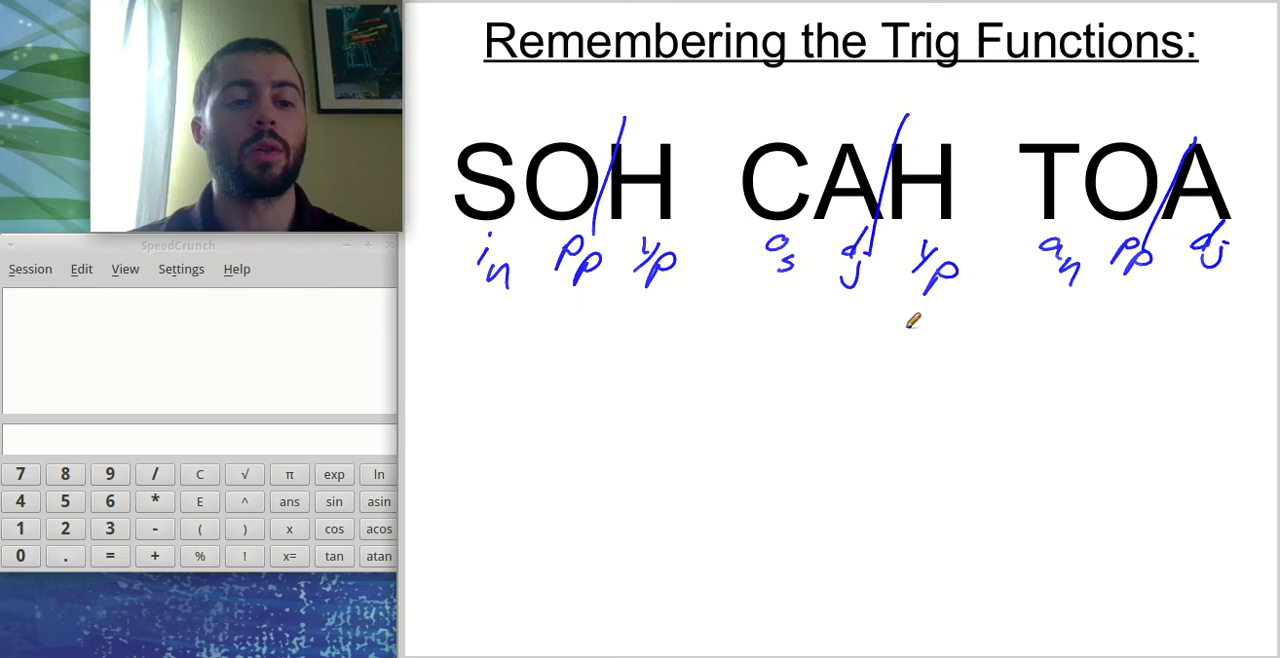 Remembering the Trig Functions:
SOH CAH TOA
in pp yp os dj yp an pp dj
SpeedCrunch
Session Edit View Settings Help
7 8 9 / C √ π exp ln
4 5 6 * E ^ ans sin asin
1 2 3 - ( ) x cos acos
0 . = + % ! x= tan atan